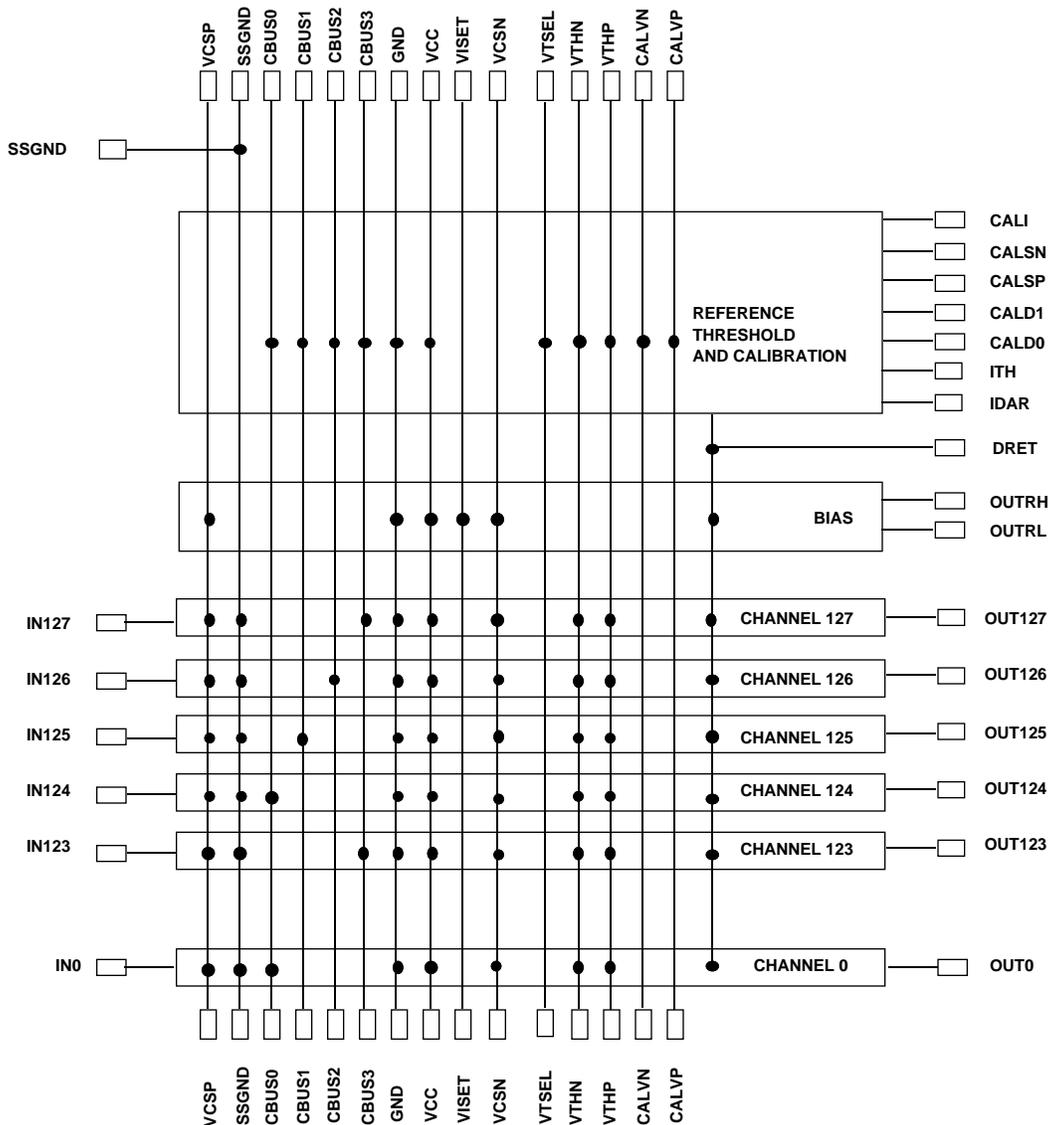 VCSP
SSGND
CBUS0
CBUS1
CBUS2
CBUS3
GND
VCC
VISET
VCSN
VTSEL
VTHN
VTHP
CALVN
CALVP
SSGND
CALI
CALSN
CALSP
CALD1
CALD0
ITH
IDAR
REFERENCE
THRESHOLD
AND CALIBRATION
DRET
BIAS
OUTRH
OUTRL
IN127
CHANNEL 127
OUT127
IN126
CHANNEL 126
OUT126
IN125
CHANNEL 125
OUT125
IN124
CHANNEL 124
OUT124
IN123
CHANNEL 123
OUT123
IN0
CHANNEL 0
OUT0
VCSP
SSGND
CBUS0
CBUS1
CBUS2
CBUS3
GND
VCC
VISET
VCSN
VTSEL
VTHN
VTHP
CALVN
CALVP